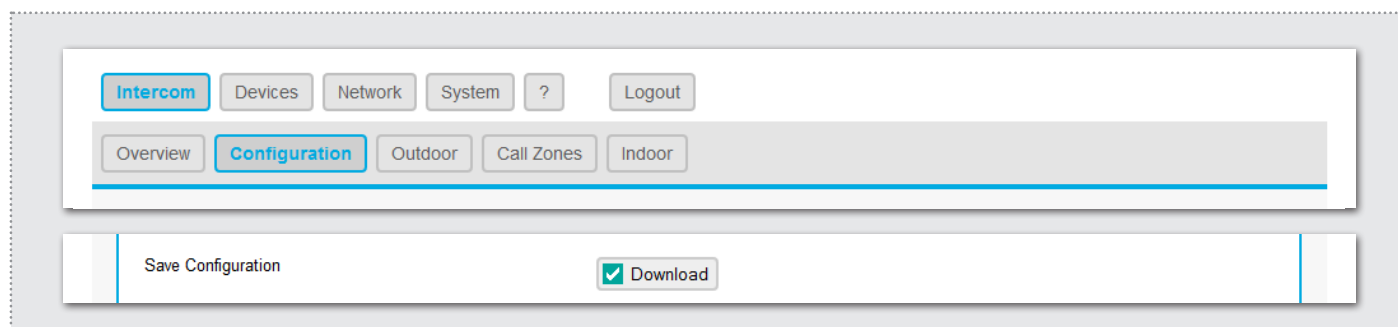 Intercom Devices Network System ? Logout
Overview Configuration Outdoor Call Zones Indoor
Save Configuration Download